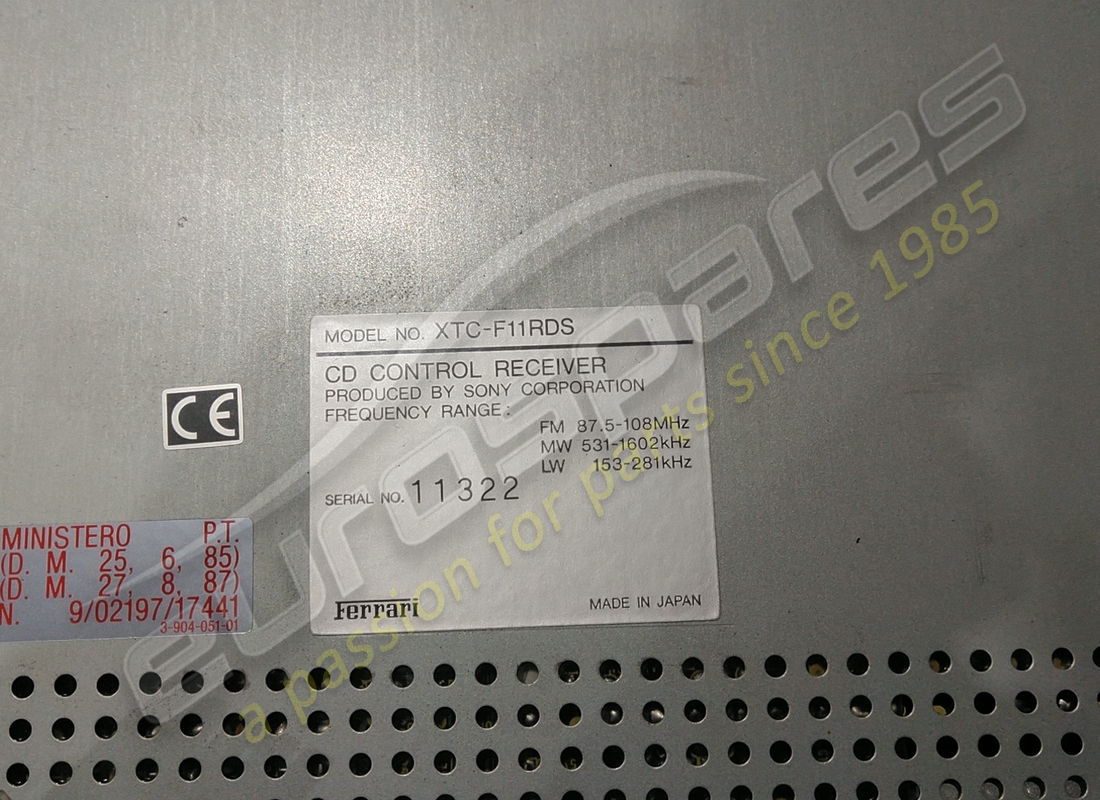 MODEL NO. XTC-F11RDS
CD CONTROL RECEIVER
PRODUCED BY SONY CORPORATION
FREQUENCY RANGE:
FM 87.5-108MHz
MW 531-1602kHz
LW 153-281kHz
SERIAL NO. 11322
Ferrari
MADE IN JAPAN
CE
MINISTERO P.T.
(D. M. 25, 6, 85)
(D. M. 27, 8, 87)
N. 9/02197/17441
3-904-051-01
eurospares
a passion for parts since 1985